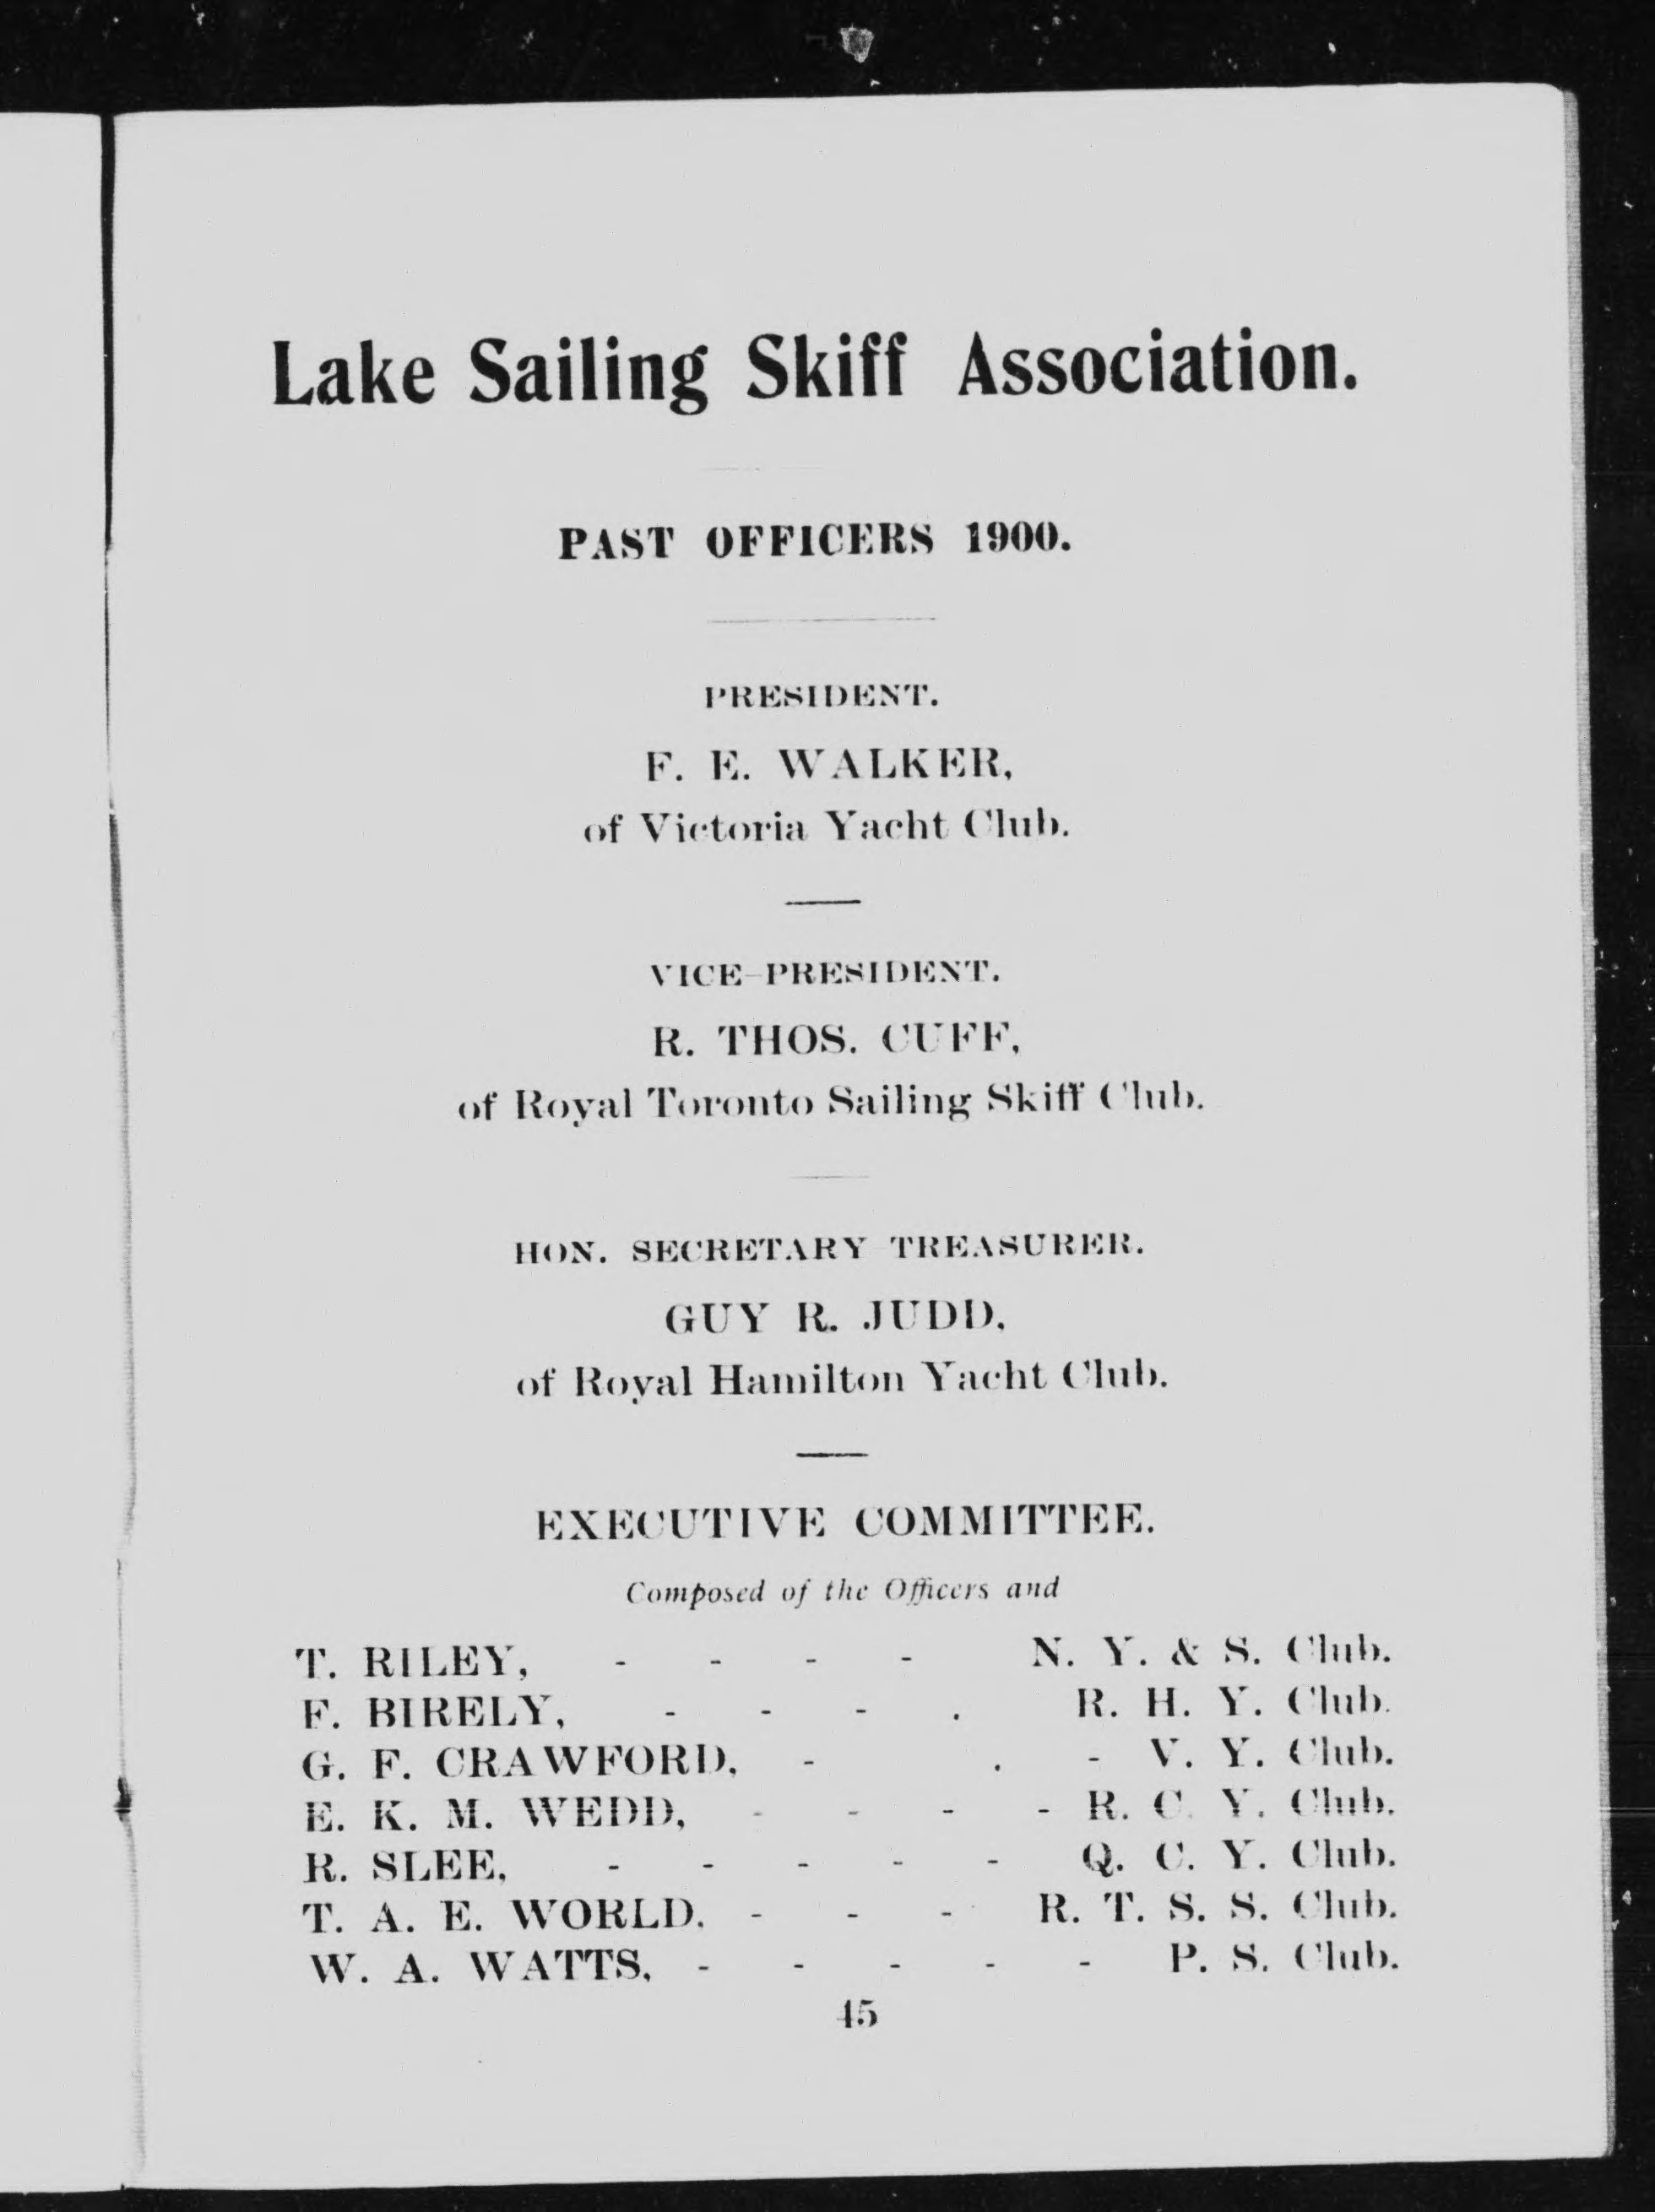 Lake Sailing Skiff Association.
PAST OFFICERS 1900.
PRESIDENT.
F. E. WALKER,
of Victoria Yacht Club.
VICE-PRESIDENT.
R. THOS. CUFF,
of Royal Toronto Sailing Skiff Club.
HON. SECRETARY TREASURER.
GUY R. JUDD,
of Royal Hamilton Yacht Club.
EXECUTIVE COMMITTEE.
Composed of the Officers and
T. RILEY, - - - - N. Y. & S. Club.
F. BIRELY, - - - . R. H. Y. Club.
G. F. CRAWFORD, - . - V. Y. Club.
E. K. M. WEDD, - - - - R. C. Y. Club.
R. SLEE, - - - - - Q. C. Y. Club.
T. A. E. WORLD, - - - R. T. S. S. Club.
W. A. WATTS, - - - - - P. S. Club.
45